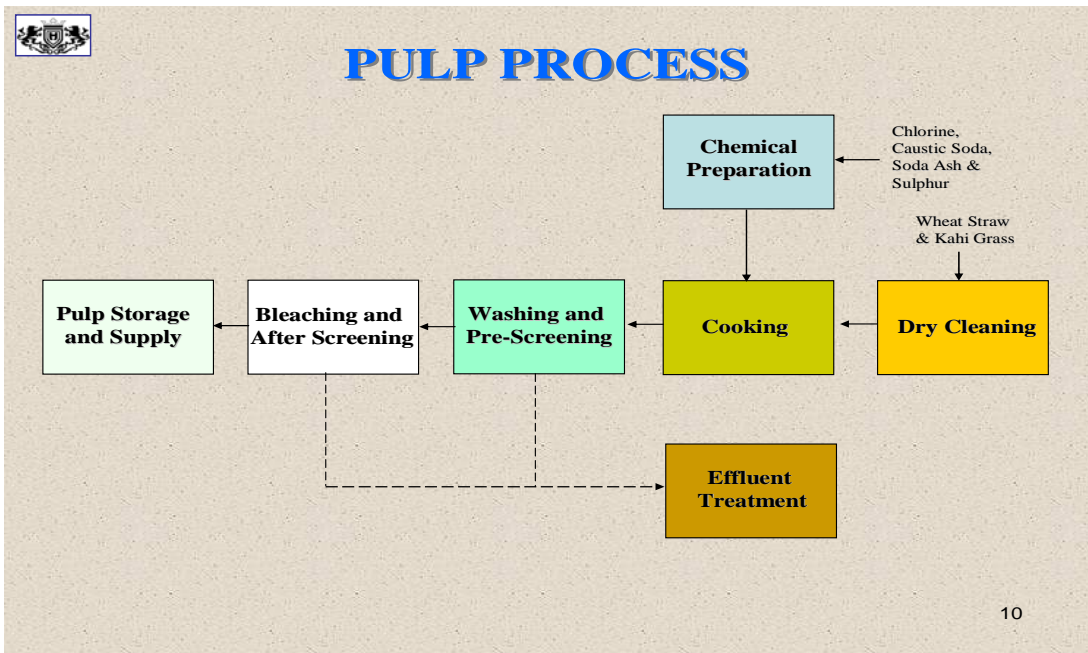 PULP PROCESS
Chemical
Preparation
Chlorine,
Caustic Soda,
Soda Ash &
Sulphur
Wheat Straw
& Kahi Grass
Pulp Storage
and Supply
Bleaching and
After Screening
Washing and
Pre-Screening
Cooking
Dry Cleaning
Effluent
Treatment
10